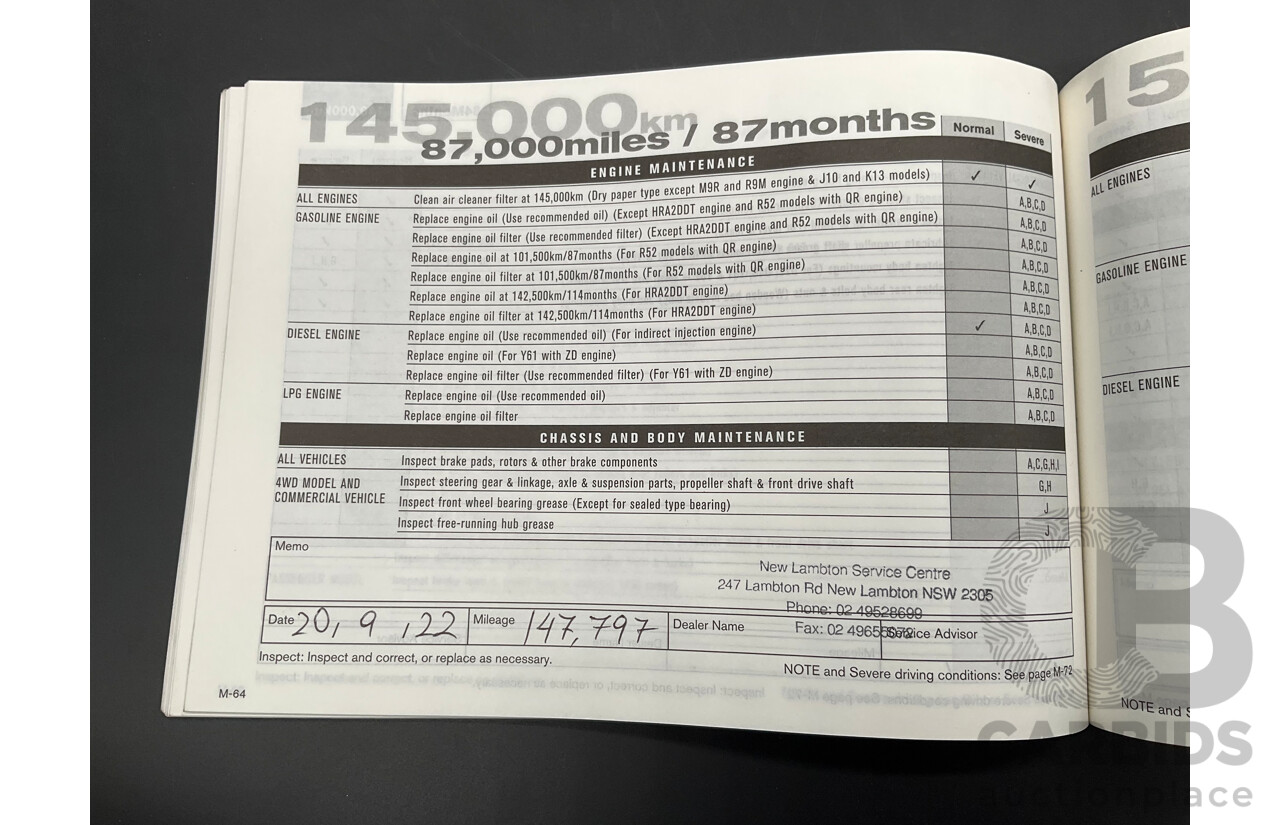 145,000km
87,000miles / 87months
Normal Severe
ENGINE MAINTENANCE
ALL ENGINES Clean air cleaner filter at 145,000km (Dry paper type except M9R and R9M engine & J10 and K13 models) ✓ ✓
GASOLINE ENGINE Replace engine oil (Use recommended oil) (Except HRA2DDT engine and R52 models with QR engine) A,B,C,D
Replace engine oil filter (Use recommended filter) (Except HRA2DDT engine and R52 models with QR engine) A,B,C,D
Replace engine oil at 101,500km/87months (For R52 models with QR engine) A,B,C,D
Replace engine oil filter at 101,500km/87months (For R52 models with QR engine) A,B,C,D
Replace engine oil at 142,500km/114months (For HRA2DDT engine) A,B,C,D
Replace engine oil filter at 142,500km/114months (For HRA2DDT engine) A,B,C,D
DIESEL ENGINE Replace engine oil (Use recommended oil) (For indirect injection engine) ✓ A,B,C,D
Replace engine oil (For Y61 with ZD engine) A,B,C,D
Replace engine oil filter (Use recommended filter) (For Y61 with ZD engine) A,B,C,D
LPG ENGINE Replace engine oil (Use recommended oil) A,B,C,D
Replace engine oil filter A,B,C,D
CHASSIS AND BODY MAINTENANCE
ALL VEHICLES Inspect brake pads, rotors & other brake components A,C,G,H,I
4WD MODEL AND COMMERCIAL VEHICLE Inspect steering gear & linkage, axle & suspension parts, propeller shaft & front drive shaft G,H
Inspect front wheel bearing grease (Except for sealed type bearing) J
Inspect free-running hub grease J
Memo
New Lambton Service Centre
247 Lambton Rd New Lambton NSW 2305
Phone: 02 49528699
Fax: 02 4965
Date 20, 9 ,22 Mileage 147,797 Dealer Name Service Advisor
Inspect: Inspect and correct, or replace as necessary.
NOTE and Severe driving conditions: See page M-72
M-64
15
ALL ENGINES
GASOLINE ENGINE
DIESEL ENGINE
NOTE and S
CARBIDS
auctionplace